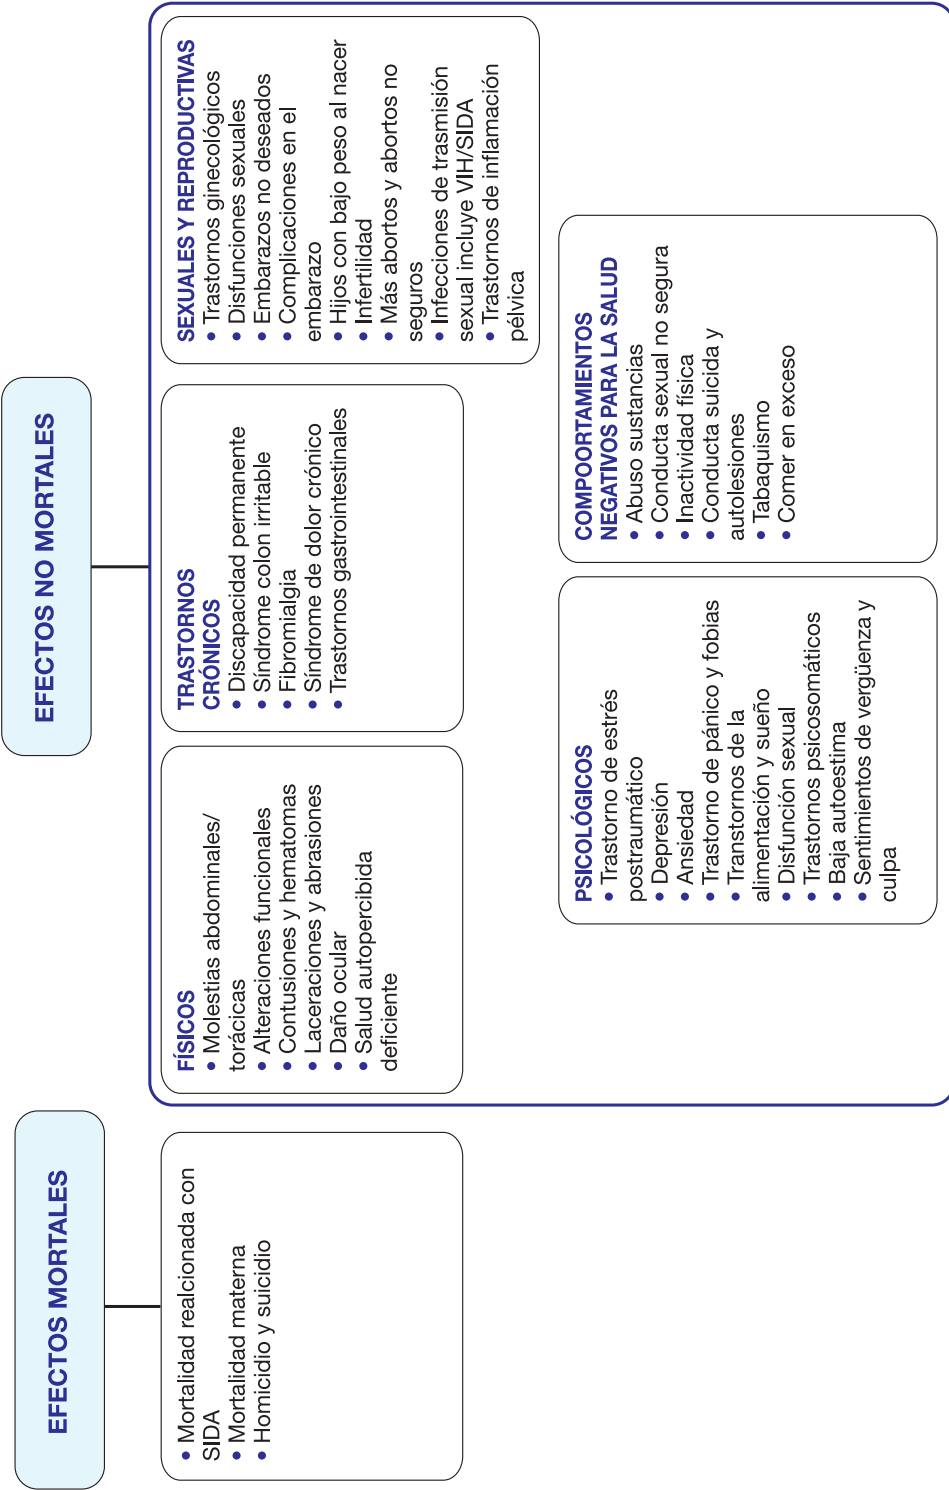 EFECTOS MORTALES
• Mortalidad realcionada con
SIDA
• Mortalidad materna
• Homicidio y suicidio
EFECTOS NO MORTALES
FÍSICOS
• Molestias abdominales/
torácicas
• Alteraciones funcionales
• Contusiones y hematomas
• Laceraciones y abrasiones
• Daño ocular
• Salud autopercibida
deficiente
TRASTORNOS
CRÓNICOS
• Discapacidad permanente
• Síndrome colon irritable
• Fibromialgia
• Síndrome de dolor crónico
• Trastornos gastrointestinales
SEXUALES Y REPRODUCTIVAS
• Trastornos ginecológicos
• Disfunciones sexuales
• Embarazos no deseados
• Complicaciones en el
embarazo
• Hijos con bajo peso al nacer
• Infertilidad
• Más abortos y abortos no
seguros
• Infecciones de trasmisión
sexual incluye VIH/SIDA
• Trastornos de inflamación
pélvica
PSICOLÓGICOS
• Trastorno de estrés
postraumático
• Depresión
• Ansiedad
• Trastorno de pánico y fobias
• Transtornos de la
alimentación y sueño
• Disfunción sexual
• Trastornos psicosomáticos
• Baja autoestima
• Sentimientos de vergüenza y
culpa
COMPOORTAMIENTOS
NEGATIVOS PARA LA SALUD
• Abuso sustancias
• Conducta sexual no segura
• Inactividad física
• Conducta suicida y
autolesiones
• Tabaquismo
• Comer en exceso